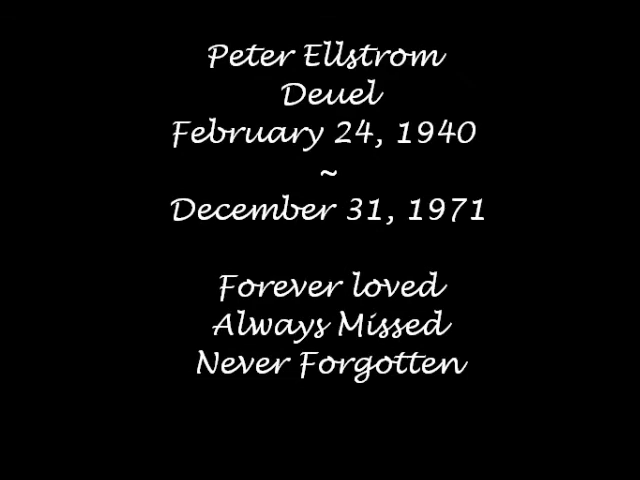 Peter Ellstrom
Deuel
February 24, 1940
~
December 31, 1971
Forever loved
Always Missed
Never Forgotten